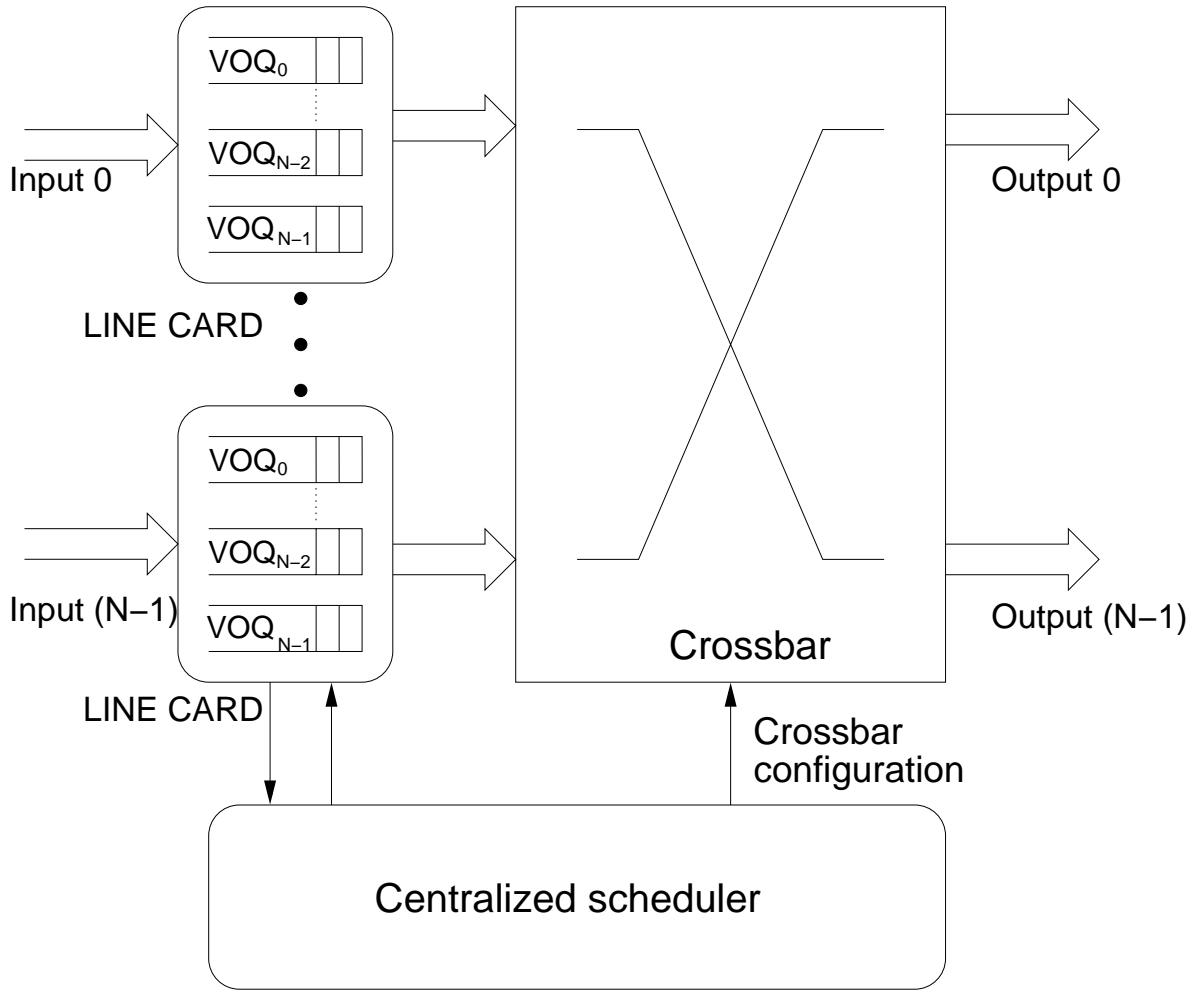 VOQ0
VOQN−2
VOQN−1
Input 0
Output 0
LINE CARD
VOQ0
VOQN−2
VOQN−1
Input (N−1)
Output (N−1)
Crossbar
LINE CARD
Crossbar
configuration
Centralized scheduler